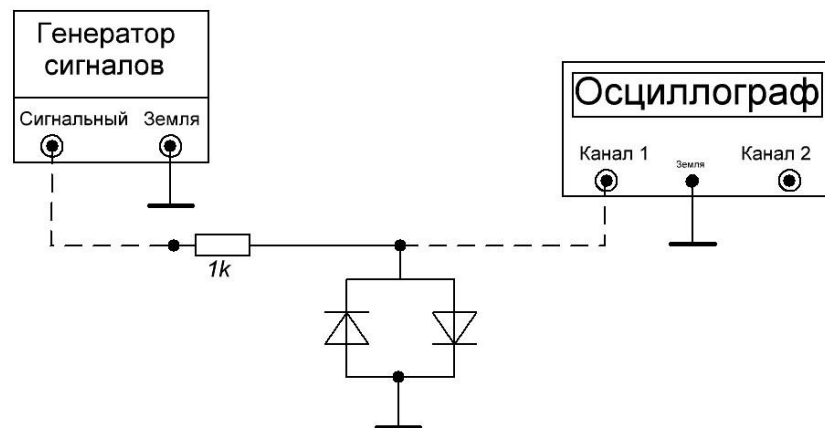 Генератор
сигналов
Сигнальный Земля
Осциллограф
Канал 1 Земля Канал 2
1k